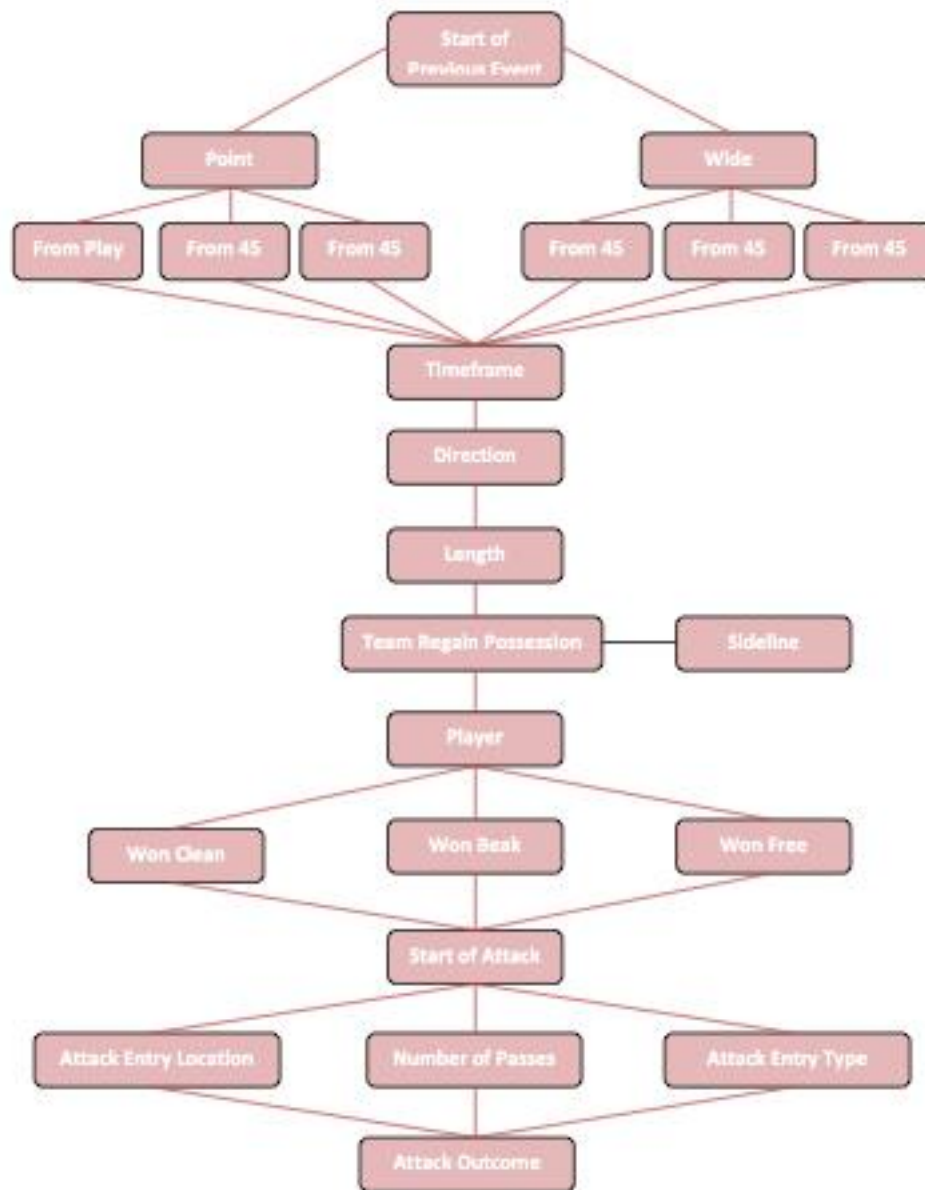 Start of
Previous Event
Point
Wide
From Play
From 45
From 45
From 45
From 45
From 45
Timeframe
Direction
Length
Team Regain Possession
Sideline
Player
Won Clean
Won Beak
Won Free
Start of Attack
Attack Entry Location
Number of Passes
Attack Entry Type
Attack Outcome